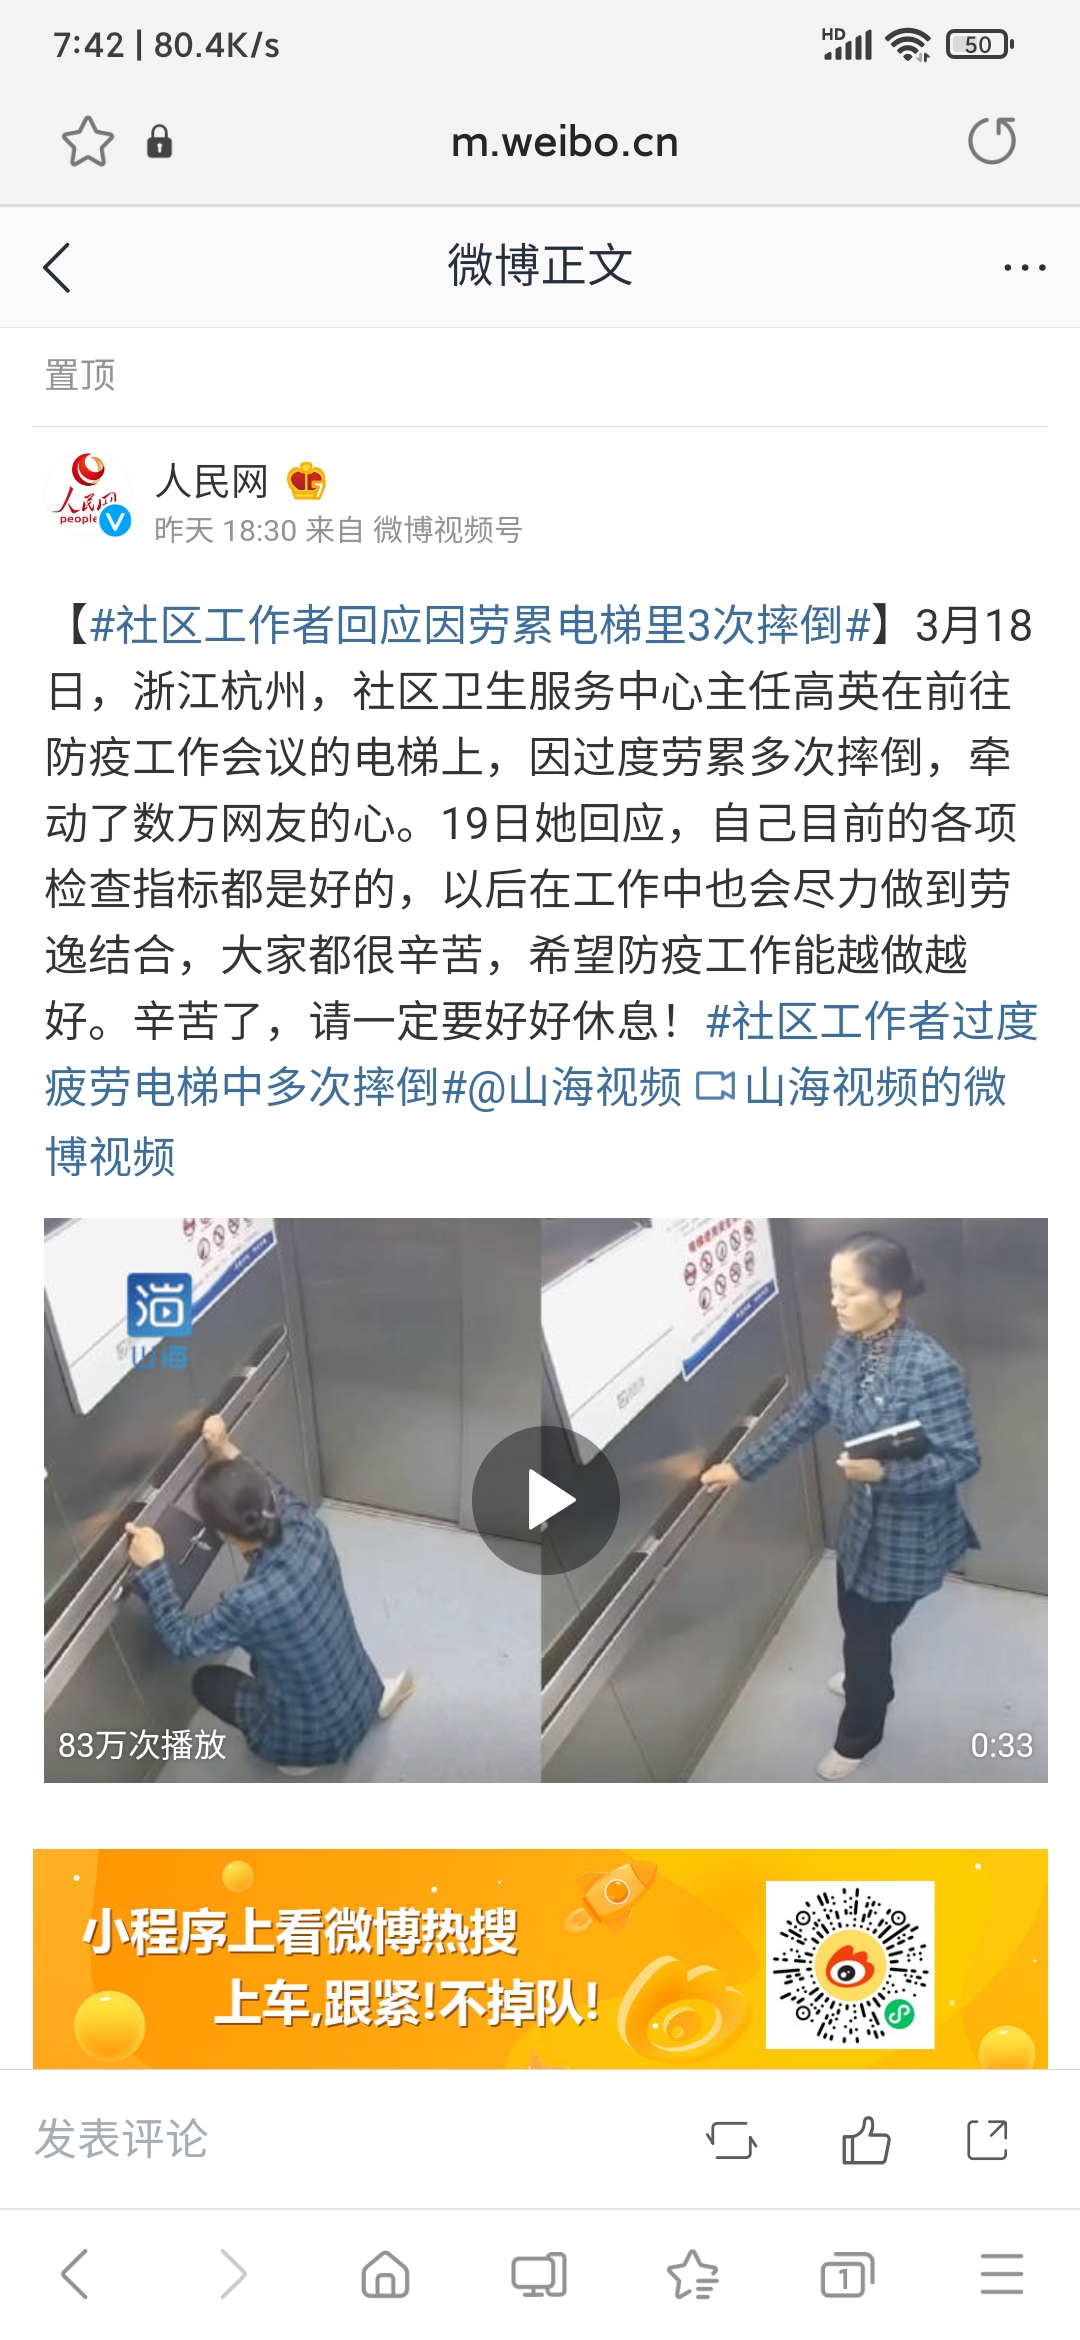 7:42 | 80.4K/s
HD
50
m.weibo.cn
微博正文
置顶
人民网
people
人民网
昨天 18:30 来自 微博视频号
【#社区工作者回应因劳累电梯里3次摔倒#】3月18
日，浙江杭州，社区卫生服务中心主任高英在前往
防疫工作会议的电梯上，因过度劳累多次摔倒，牵
动了数万网友的心。19日她回应，自己目前的各项
检查指标都是好的，以后在工作中也会尽力做到劳
逸结合，大家都很辛苦，希望防疫工作能越做越
好。辛苦了，请一定要好好休息！#社区工作者过度
疲劳电梯中多次摔倒#@山海视频 山海视频的微
博视频
山海
83万次播放
0:33
小程序上看微博热搜
上车,跟紧!不掉队!
发表评论
1